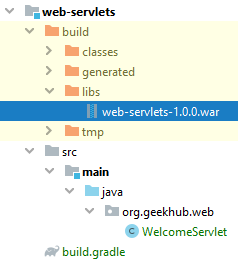 web-servlets
build
classes
generated
libs
web-servlets-1.0.0.war
tmp
src
main
java
org.geekhub.web
WelcomeServlet
build.gradle